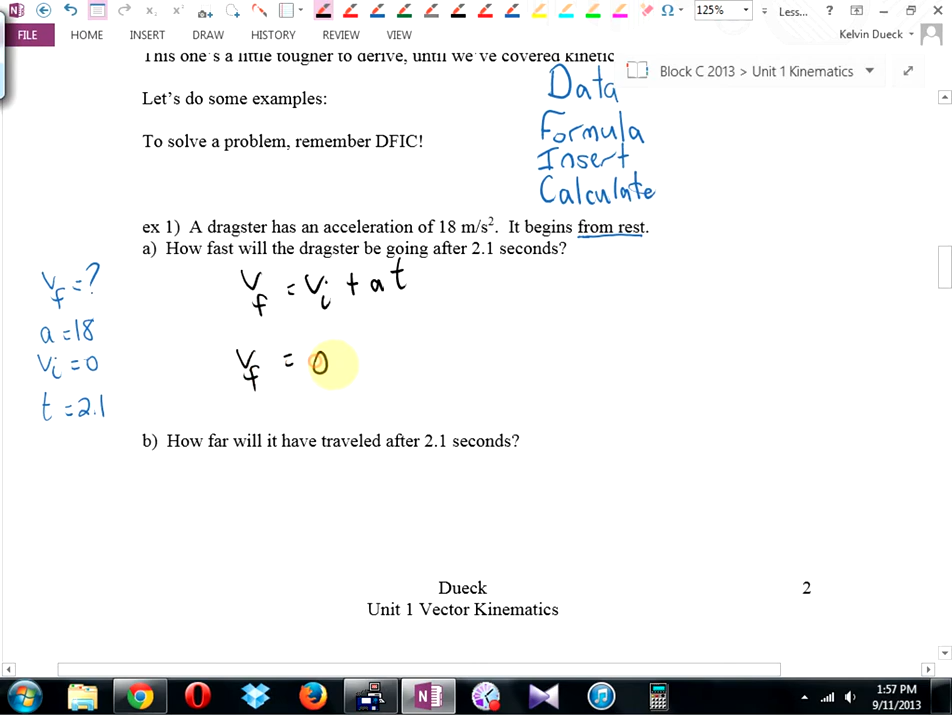 125%
Less...
?
FILE
HOME
INSERT
DRAW
HISTORY
REVIEW
VIEW
Kelvin Dueck
This one's a little tougher to derive, until we've covered kinetic
Block C 2013 > Unit 1 Kinematics
Let's do some examples:
To solve a problem, remember DFIC!
Data
Formula
Insert
Calculate
ex 1) A dragster has an acceleration of 18 m/s². It begins from rest.
a) How fast will the dragster be going after 2.1 seconds?
vf = ?
a = 18
vi = 0
t = 2.1
vf = vi + at
vf = 0
b) How far will it have traveled after 2.1 seconds?
Dueck
2
Unit 1 Vector Kinematics
1:57 PM
9/11/2013